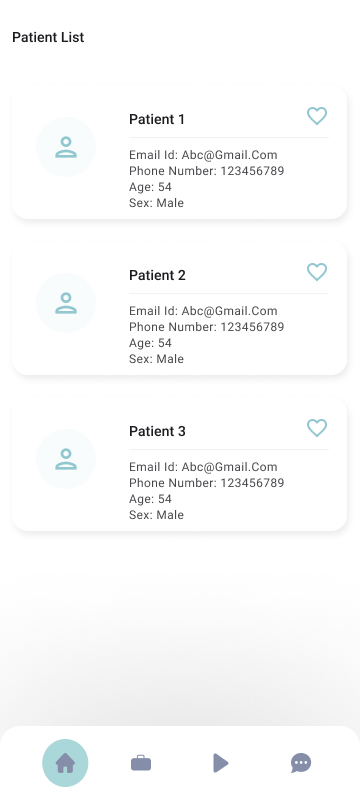 Patient List
Patient 1
Email Id: Abc@Gmail.Com
Phone Number: 123456789
Age: 54
Sex: Male
Patient 2
Email Id: Abc@Gmail.Com
Phone Number: 123456789
Age: 54
Sex: Male
Patient 3
Email Id: Abc@Gmail.Com
Phone Number: 123456789
Age: 54
Sex: Male